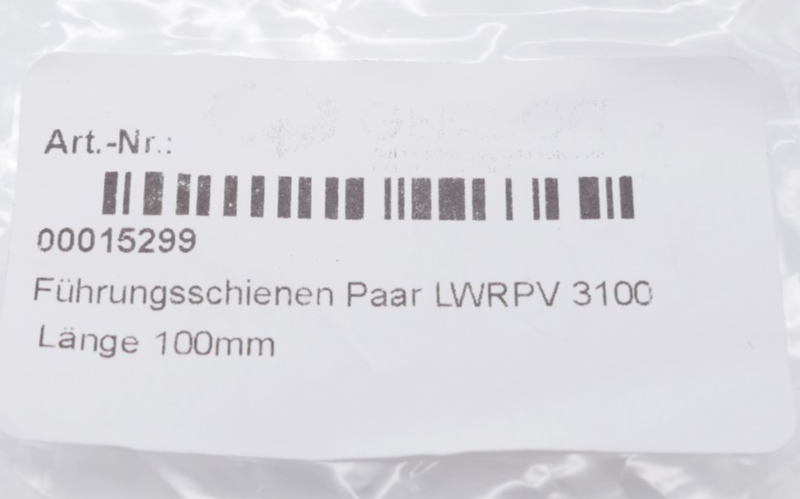 Art.-Nr.:
00015299
Führungsschienen Paar LWRPV 3100
Länge 100mm